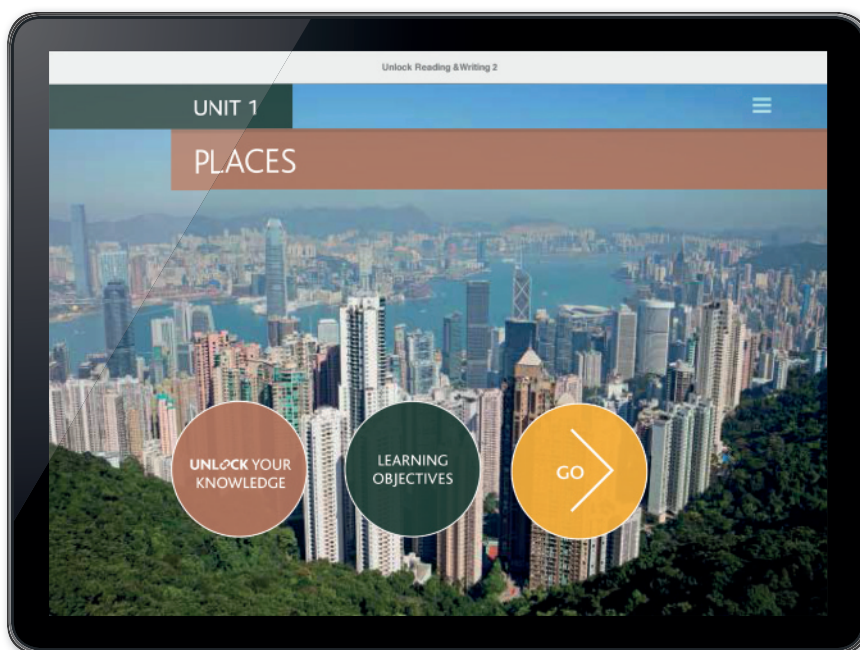 Unlock Reading & Writing 2
UNIT 1
PLACES
UNLOCK YOUR
KNOWLEDGE
LEARNING
OBJECTIVES
GO